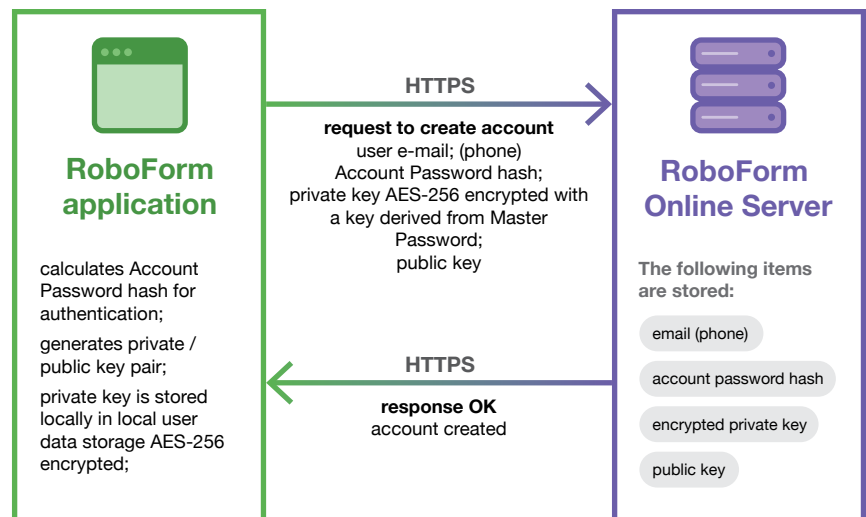 RoboForm
application
calculates Account
Password hash for
authentication;
generates private /
public key pair;
private key is stored
locally in local user
data storage AES-256
encrypted;
HTTPS
request to create account
user e-mail; (phone)
Account Password hash;
private key AES-256 encrypted with
a key derived from Master
Password;
public key
HTTPS
response OK
account created
RoboForm
Online Server
The following items
are stored:
email (phone)
account password hash
encrypted private key
public key